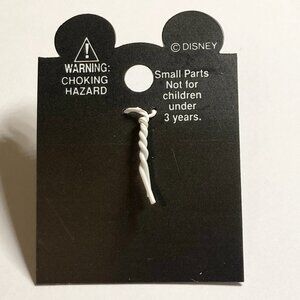 © DISNEY
WARNING:
CHOKING
HAZARD
Small Parts
Not for
children
under
3 years.